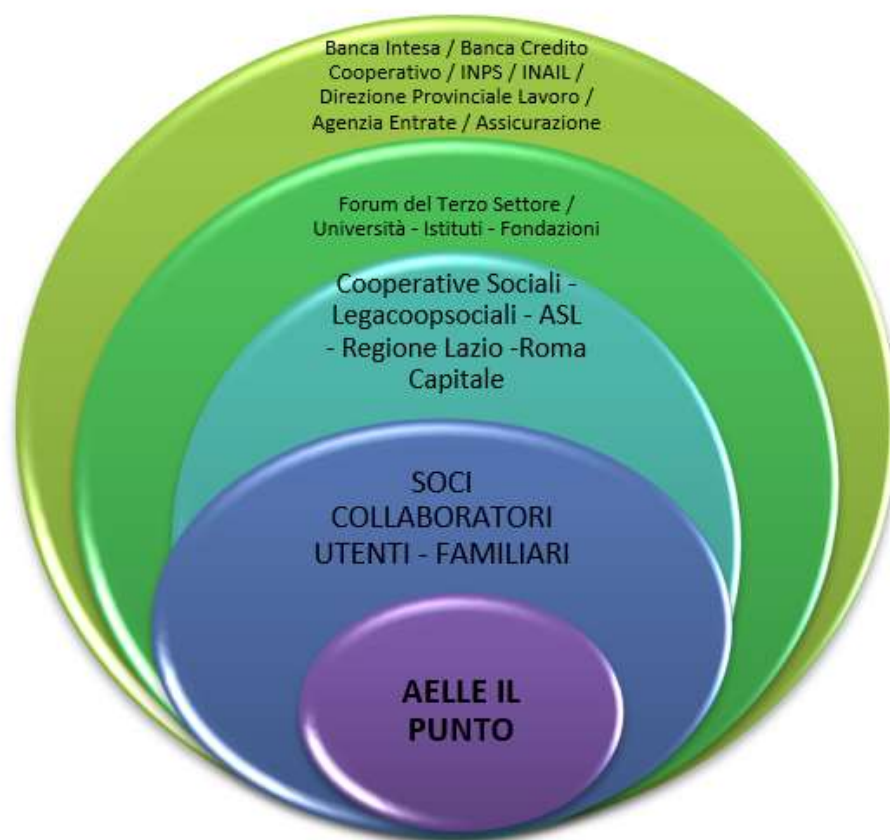 Banca Intesa / Banca Credito
Cooperativo / INPS / INAIL /
Direzione Provinciale Lavoro /
Agenzia Entrate / Assicurazione
Forum del Terzo Settore /
Università - Istituti - Fondazioni
Cooperative Sociali -
Legacoopsociali - ASL
- Regione Lazio -Roma
Capitale
SOCI
COLLABORATORI
UTENTI - FAMILIARI
AELLE IL
PUNTO